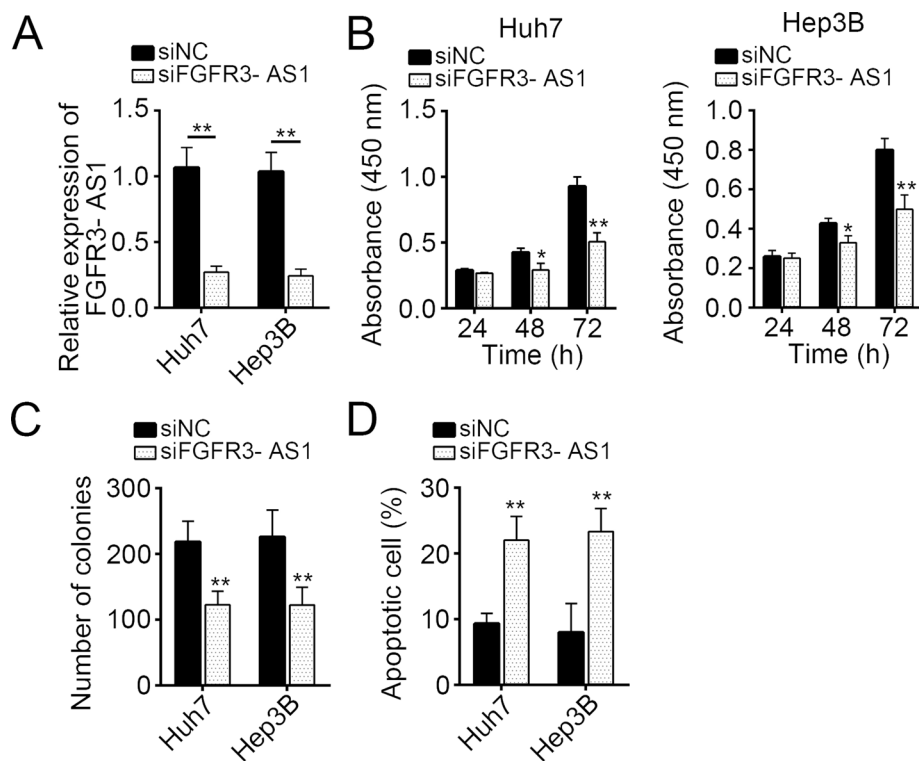 A
siNC
siFGFR3- AS1
Relative expression of
FGFR3- AS1
1.5
1.0
0.5
0.0
**
**
Huh7
Hep3B
B
Huh7
siNC
siFGFR3- AS1
Absorbance (450 nm)
1.5
1.0
0.5
0.0
*
**
24 48 72
Time (h)
Hep3B
siNC
siFGFR3- AS1
Absorbance (450 nm)
1.0
0.8
0.6
0.4
0.2
0.0
*
**
24 48 72
Time (h)
C
siNC
siFGFR3- AS1
Number of colonies
300
200
100
0
**
**
Huh7
Hep3B
D
siNC
siFGFR3- AS1
Apoptotic cell (%)
30
20
10
0
**
**
Huh7
Hep3B